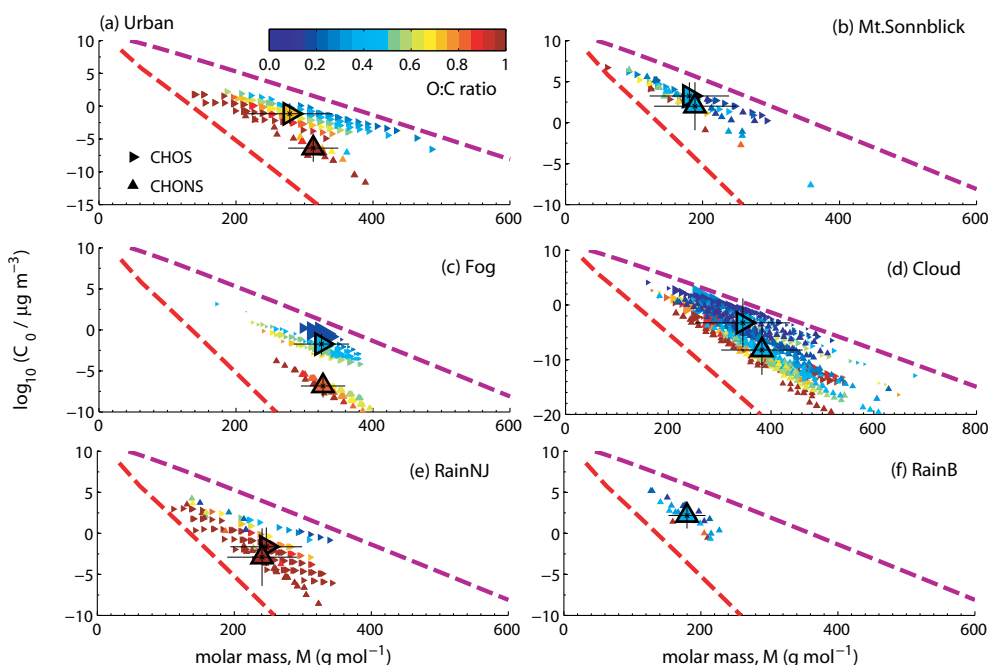 (a) Urban
(b) Mt.Sonnblick
10
5
0
−5
−10
−15
0.0 0.2 0.4 0.6 0.8 1
O:C ratio
CHOS
CHONS
0 200 400 600
10
5
0
−5
−10
0 200 400 600
(c) Fog
(d) Cloud
10
5
0
−5
−10
0 200 400 600
10
0
−10
−20
0 200 400 600 800
log10 (C0 / μg m−3)
(e) RainNJ
(f) RainB
10
5
0
−5
−10
0 200 400 600
10
5
0
−5
−10
0 200 400 600
molar mass, M (g mol−1)
molar mass, M (g mol−1)